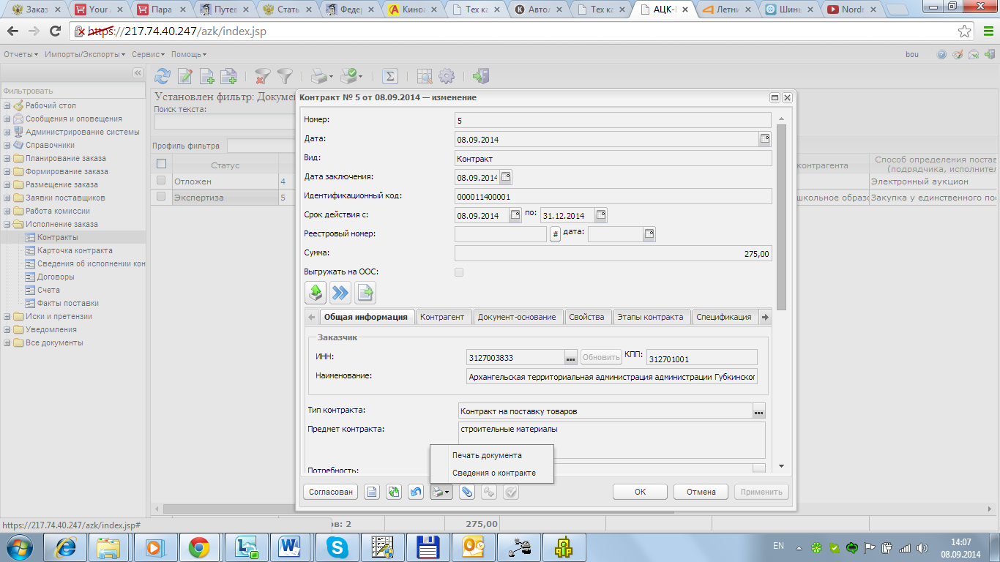 Заказ
Your
Пара
Путев
Стать
Федер
Кино
Тех ка
Автол
Тех ка
АЦК-
Летни
Шинь
Nordr
https://217.74.40.247/azk/index.jsp
Отчеты Импорты/Экспорты Сервис Помощь bou
Фильтровать
Рабочий стол
Сообщения и оповещения
Администрирование системы
Справочники
Планирование заказа
Формирование заказа
Размещение заказа
Заявки поставщиков
Работа комиссии
Исполнение заказа
Контракты
Карточка контракта
Сведения об исполнении кон
Договоры
Счета
Факты поставки
Иски и претензии
Уведомления
Все документы
Установлен фильтр: Докуме
Поиск текста:
Профиль фильтра
Статус
контрагента
Способ определения постав
(подрядчика, исполнител
Отложен 4 Электронный аукцион
Экспертиза 5 школьное образо Закупка у единственного пос
Контракт № 5 от 08.09.2014 — изменение
Номер: 5
Дата: 08.09.2014
Вид: Контракт
Дата заключения: 08.09.2014
Идентификационный код: 000011400001
Срок действия с: 08.09.2014 по: 31.12.2014
Реестровый номер: # дата:
Сумма: 275,00
Выгружать на ООС:
Общая информация Контрагент Документ-основание Свойства Этапы контракта Спецификация
Заказчик
ИНН: 3127003833 ... Обновить КПП: 312701001
Наименование: Архангельская территориальная администрация администрации Губкинског
Тип контракта: Контракт на поставку товаров ...
Предмет контракта: строительные материалы
Потребность:
Печать документа
Сведения о контракте
Согласован ОК Отмена Применить
https://217.74.40.247/azk/index.jsp#
ов: 2 275,00
EN
14:07
08.09.2014